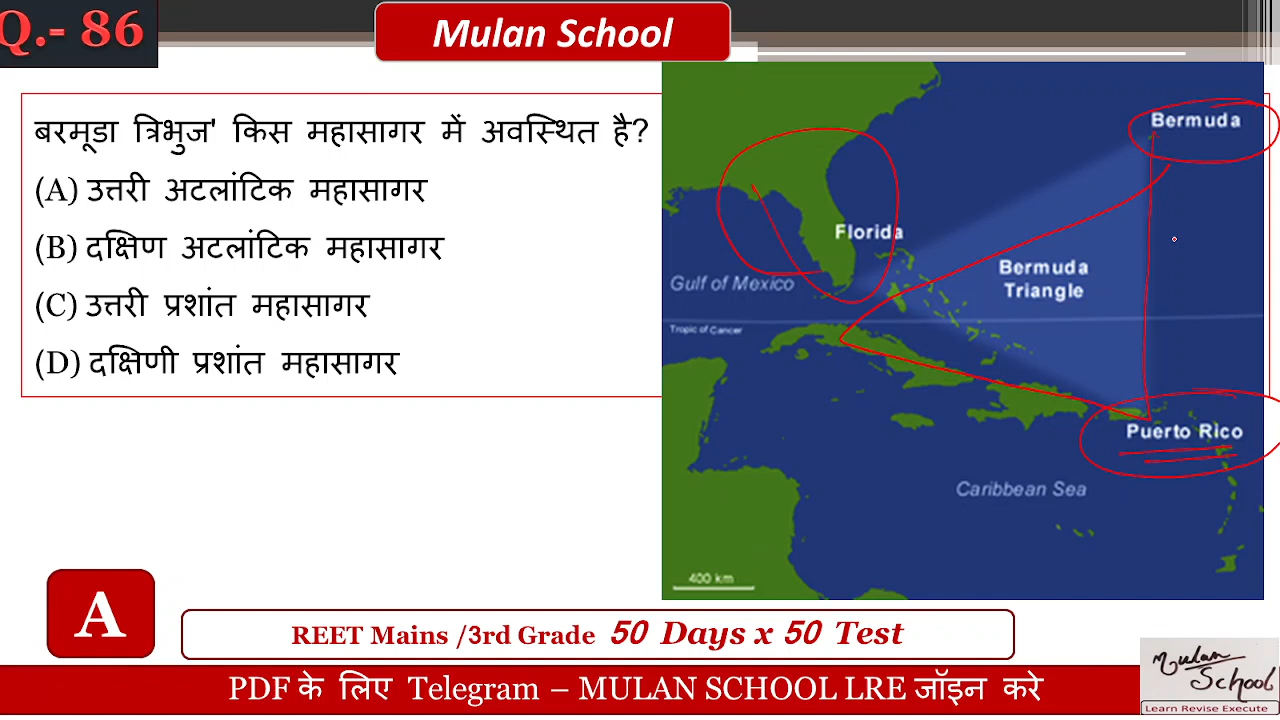 Q.- 86
Mulan School
बरमूडा त्रिभुज' किस महासागर में अवस्थित है?
(A) उत्तरी अटलांटिक महासागर
(B) दक्षिण अटलांटिक महासागर
(C) उत्तरी प्रशांत महासागर
(D) दक्षिणी प्रशांत महासागर
Bermuda
Florida
Bermuda
Triangle
Gulf of Mexico
Tropic of Cancer
Puerto Rico
Caribbean Sea
400 km
A
REET Mains /3rd Grade 50 Days x 50 Test
PDF के लिए Telegram – MULAN SCHOOL LRE जॉइन करे
Mulan
School
Learn Revise Execute